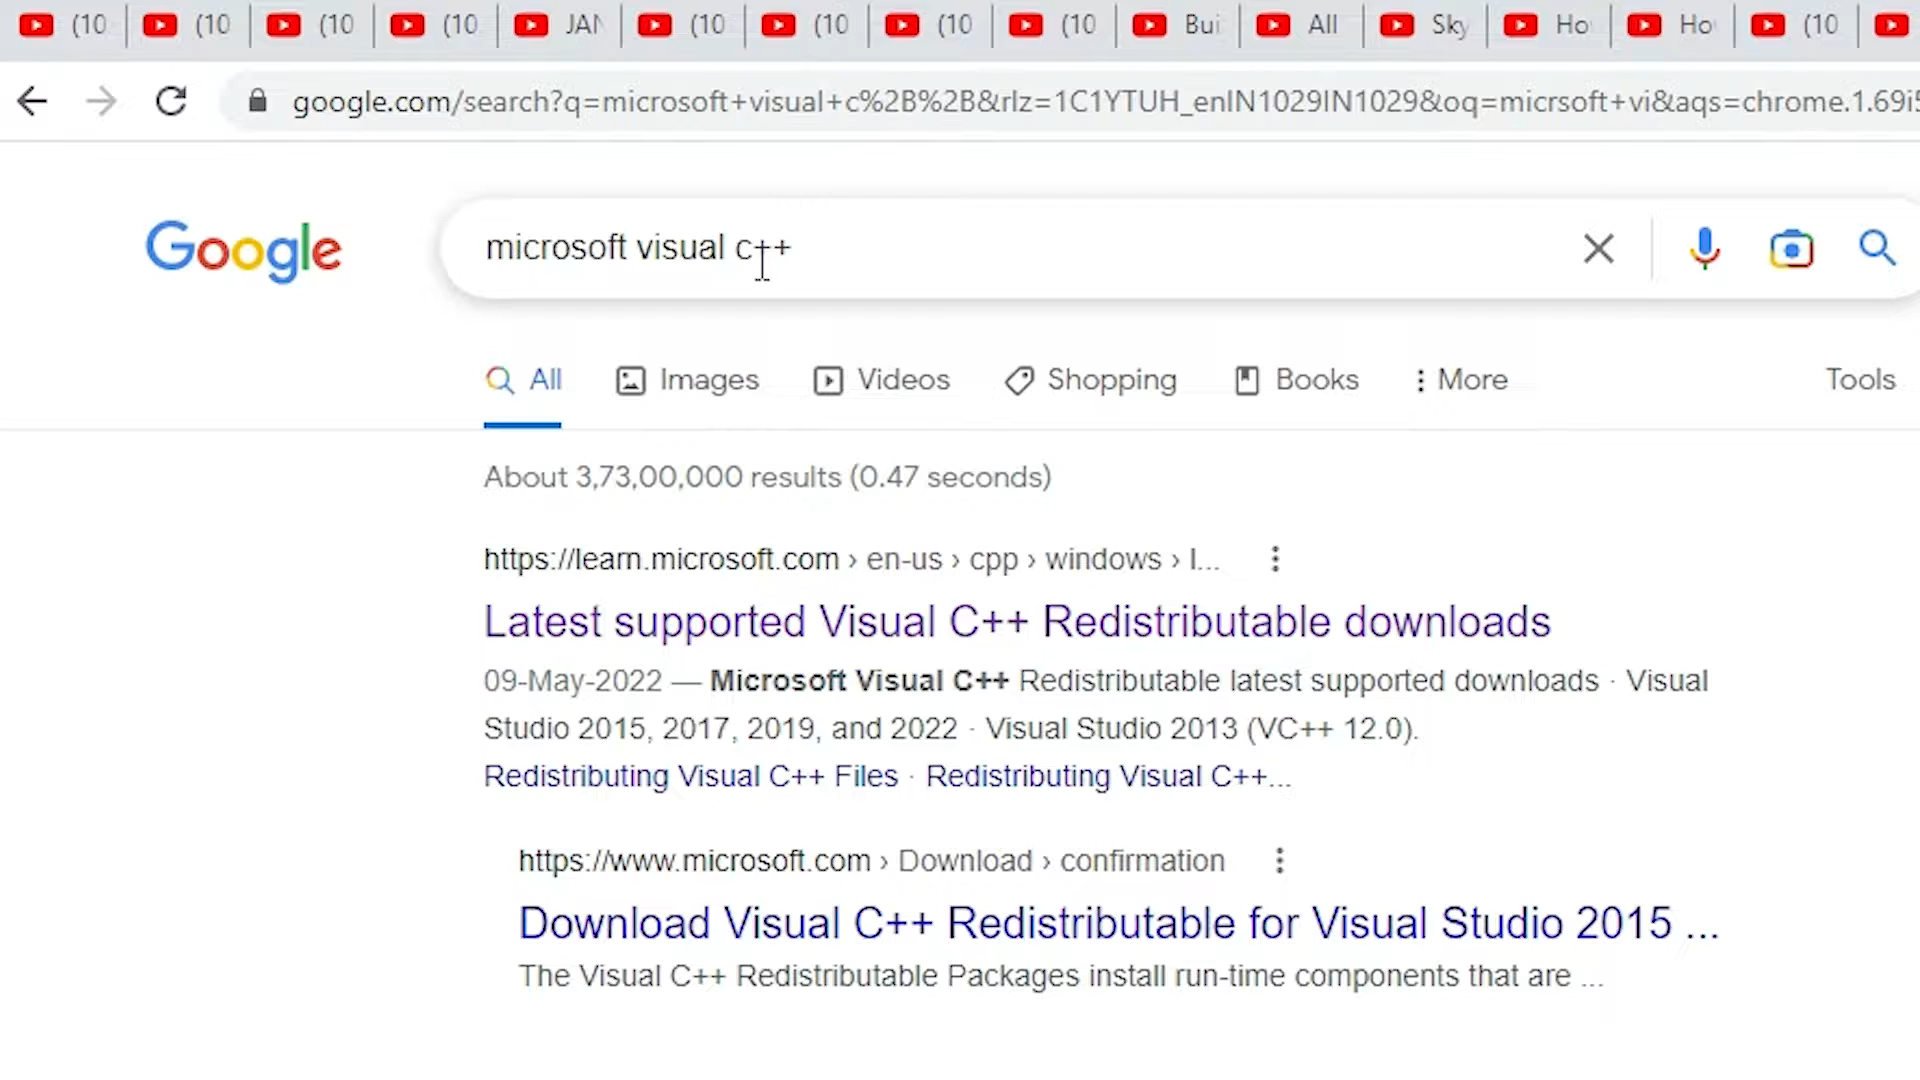 (10 (10 (10 (10 JAN (10 (10 (10 (10 Bui All Sky Ho Ho (10
google.com/search?q=microsoft+visual+c%2B%2B&rlz=1C1YTUH_enIN1029IN1029&oq=micrsoft+vi&aqs=chrome.1.69i5
Google
microsoft visual c++
All Images Videos Shopping Books More Tools
About 3,73,00,000 results (0.47 seconds)
https://learn.microsoft.com › en-us › cpp › windows › l...
Latest supported Visual C++ Redistributable downloads
09-May-2022 — Microsoft Visual C++ Redistributable latest supported downloads · Visual
Studio 2015, 2017, 2019, and 2022 · Visual Studio 2013 (VC++ 12.0).
Redistributing Visual C++ Files · Redistributing Visual C++...
https://www.microsoft.com › Download › confirmation
Download Visual C++ Redistributable for Visual Studio 2015 ...
The Visual C++ Redistributable Packages install run-time components that are ...